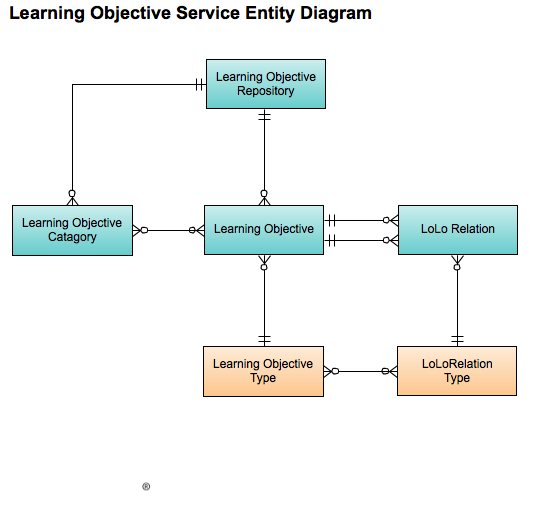 Learning Objective Service Entity Diagram
Learning Objective
Repository
Learning Objective
Catagory
Learning Objective
LoLo Relation
Learning Objective
Type
LoLoRelation
Type
®